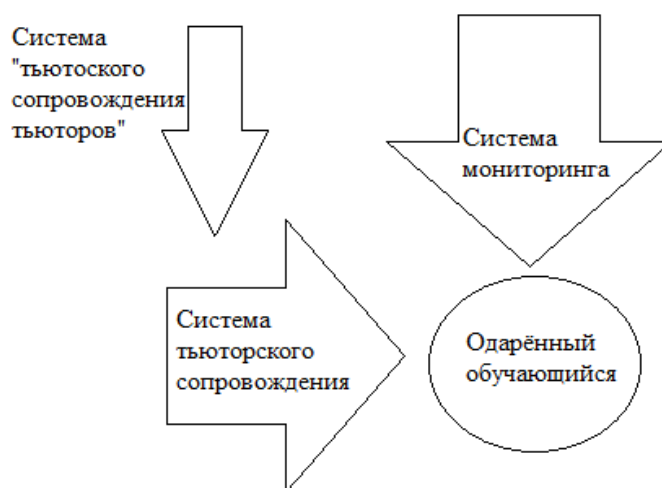 Система
"тьютоского
сопровождения
тьюторов"
Система
мониторинга
Система
тьюторского
сопровождения
Одарённый
обучающийся